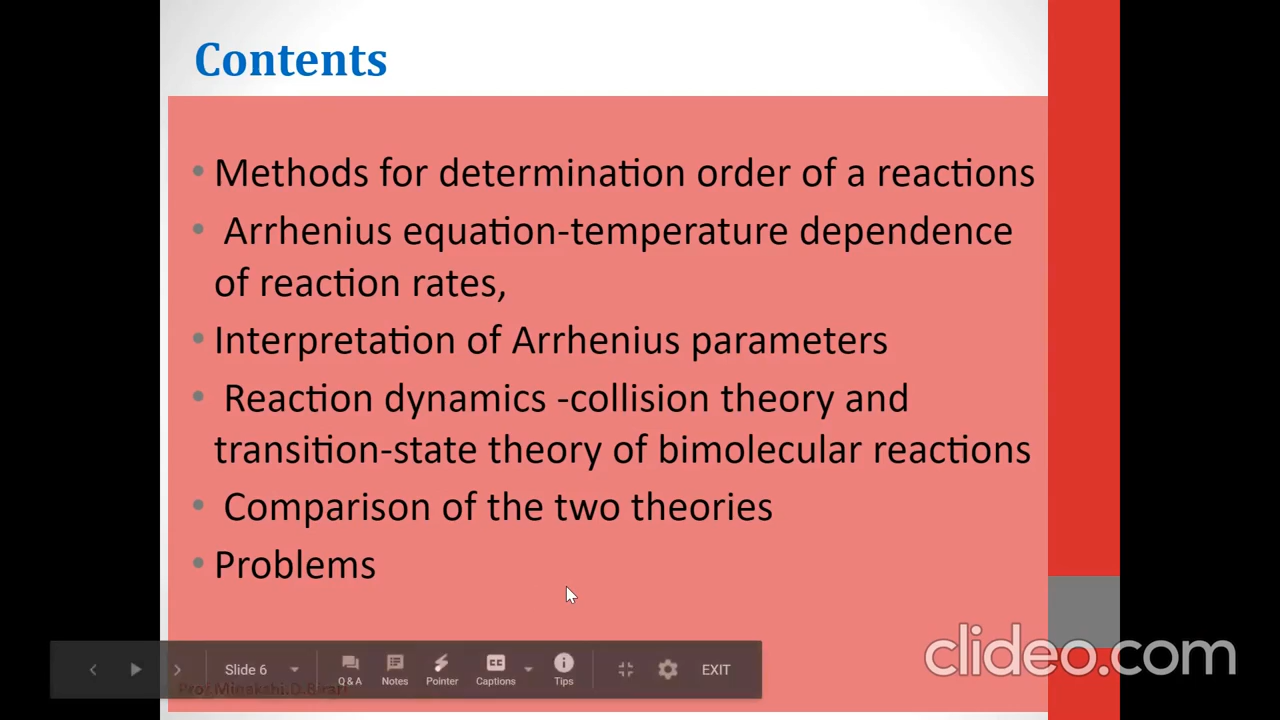 Contents
• Methods for determination order of a reactions
• Arrhenius equation-temperature dependence
of reaction rates,
• Interpretation of Arrhenius parameters
• Reaction dynamics -collision theory and
transition-state theory of bimolecular reactions
• Comparison of the two theories
• Problems
Slide 6
Q & A
Notes
Pointer
Captions
Tips
EXIT
clideo.com